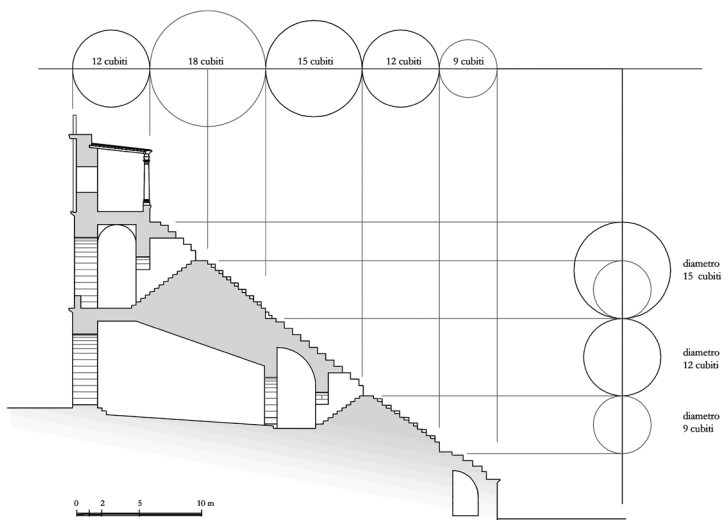 12 cubiti 18 cubiti 15 cubiti 12 cubiti 9 cubiti
diametro
15 cubiti
diametro
12 cubiti
diametro
9 cubiti
0 2 5 10 m